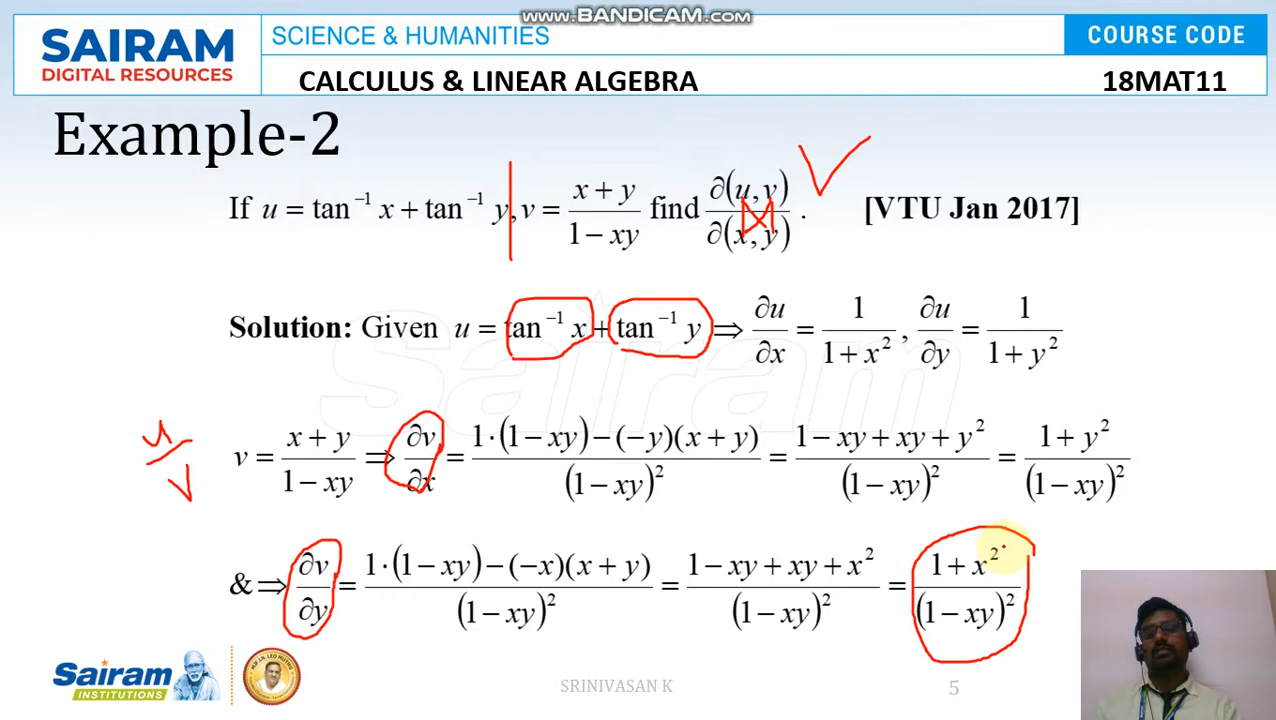 www.BANDICAM.com
SAIRAM
DIGITAL RESOURCES
SCIENCE & HUMANITIES
COURSE CODE
CALCULUS & LINEAR ALGEBRA
18MAT11
Example-2
If u = tan⁻¹ x + tan⁻¹ y, v = (x + y)/(1 − xy) find ∂(u, v)/∂(x, y) . [VTU Jan 2017]
Solution: Given u = tan⁻¹ x + tan⁻¹ y ⇒ ∂u/∂x = 1/(1 + x²), ∂u/∂y = 1/(1 + y²)
u/v
v = (x + y)/(1 − xy) ⇒ ∂v/∂x = (1·(1 − xy) − (−y)(x + y))/(1 − xy)² = (1 − xy + xy + y²)/(1 − xy)² = (1 + y²)/(1 − xy)²
& ⇒ ∂v/∂y = (1·(1 − xy) − (−x)(x + y))/(1 − xy)² = (1 − xy + xy + x²)/(1 − xy)² = (1 + x²)/(1 − xy)²
Sairam
Sairam
INSTITUTIONS
SRINIVASAN K
5